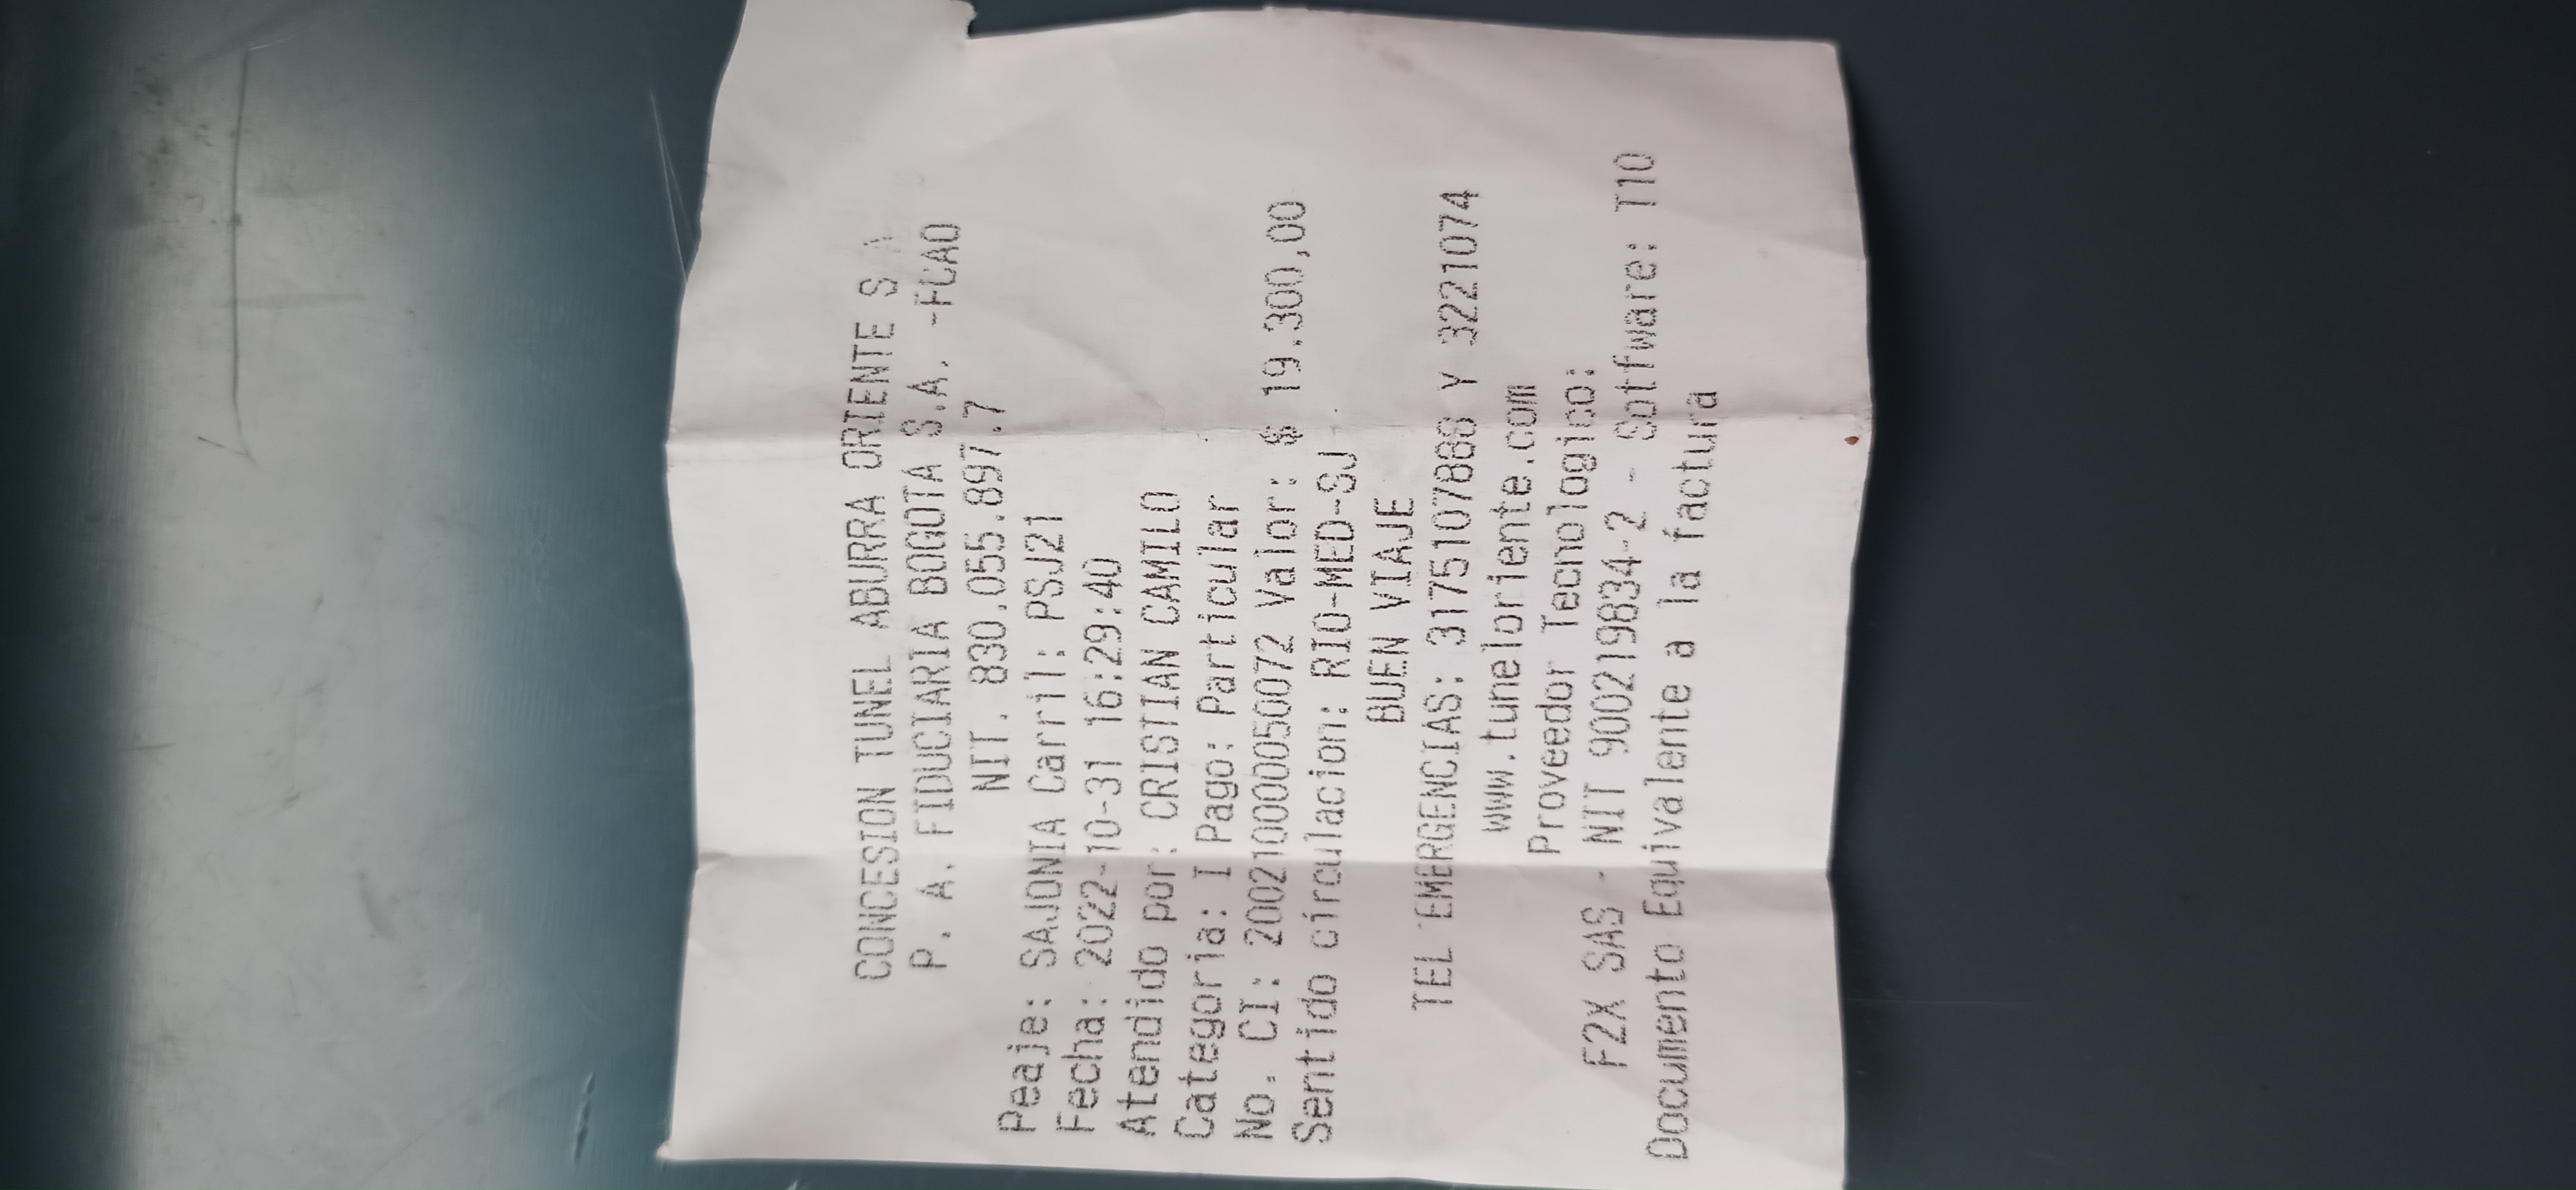 CONCESION TUNEL ABURRA ORIENTE S A
P. A. FIDUCIARIA BOGOTA S.A. -FCAO
NIT. 830.055.897.7
Peaje: SAJONIA Carril: PSJ21
Fecha: 2022-10-31 16:29:40
Atendido por: CRISTIAN CAMILO
Categoria: I Pago: Particular
No. CI: 20021000050072 Valor: $ 19.300,00
Sentido circulacion: RIO-MED-SJ
BUEN VIAJE
TEL EMERGENCIAS: 3175107888 Y 3221074
www.tuneloriente.com
Proveedor Tecnologico:
F2X SAS - NIT 900219834-2 - Sotfware: T10
Documento Equivalente a la factura